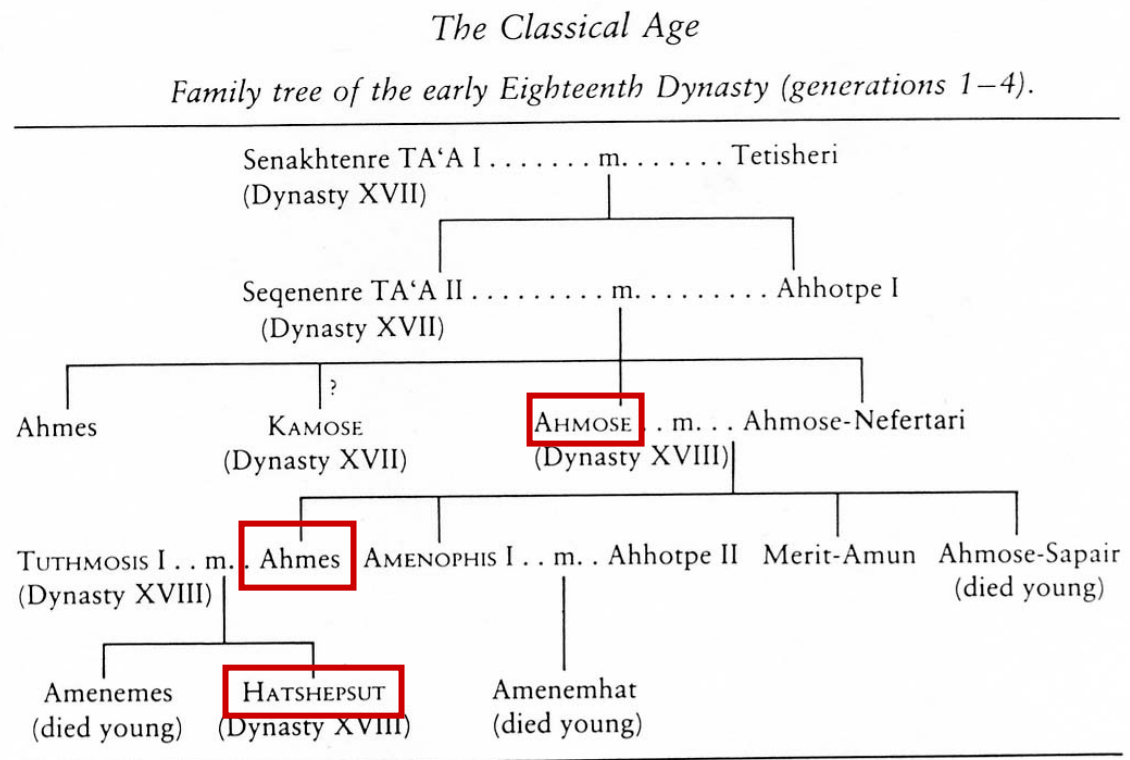 The Classical Age
Family tree of the early Eighteenth Dynasty (generations 1–4).
Senakhtenre TA‘A I . . . . . . . m. . . . . . . Tetisheri
(Dynasty XVII)
Seqenenre TA‘A II . . . . . . . . . m. . . . . . . . . Ahhotpe I
(Dynasty XVII)
?
Ahmes KAMOSE AHMOSE . . m. . . Ahmose-Nefertari
(Dynasty XVII) (Dynasty XVIII)
TUTHMOSIS I . . m. . Ahmes AMENOPHIS I . . m. . Ahhotpe II Merit-Amun Ahmose-Sapair
(Dynasty XVIII) (died young)
Amenemes HATSHEPSUT Amenemhat
(died young) (Dynasty XVIII) (died young)